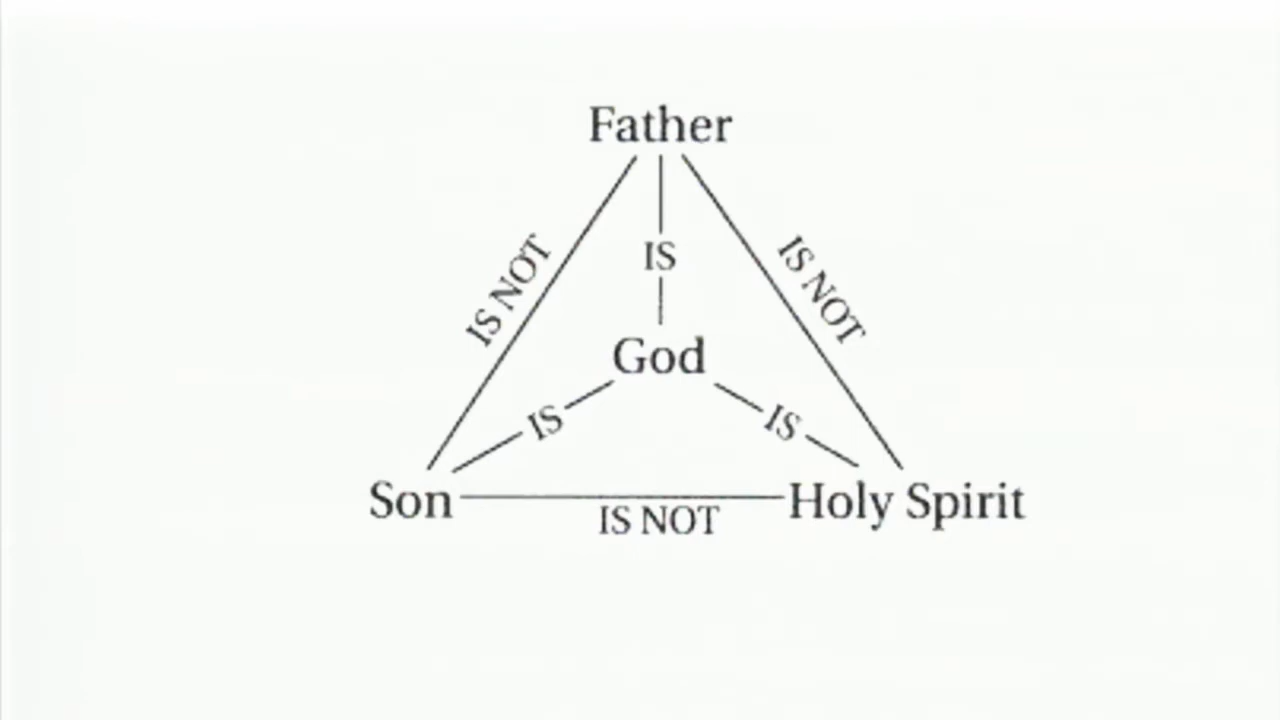 Father
IS NOT
IS
IS NOT
God
IS
IS
Son
Holy Spirit
IS NOT